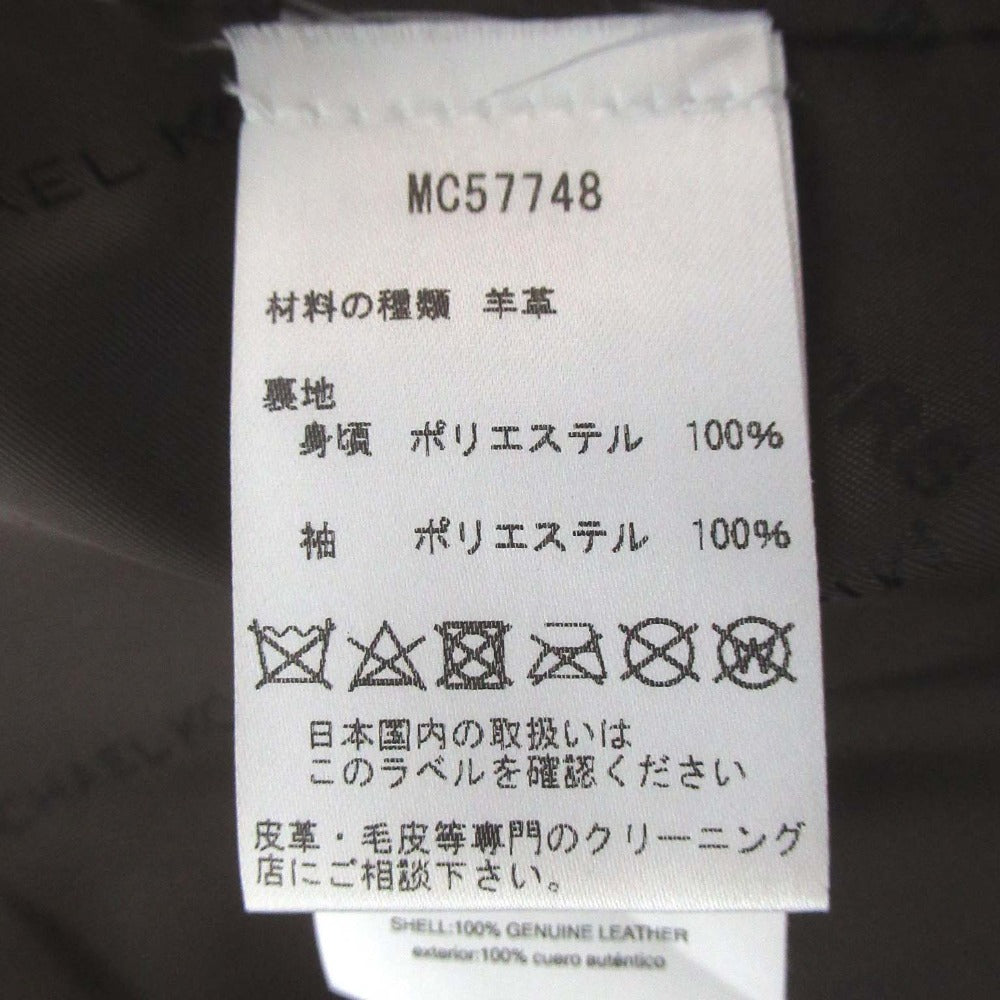 MC57748
材料の種類 羊革
裏地
身頃 ポリエステル 100%
袖 ポリエステル 100%
W
日本国内の取扱いは
このラベルを確認ください
皮革・毛皮等専門のクリーニング
店にご相談下さい。
SHELL:100% GENUINE LEATHER
exterior:100% cuero auténtico